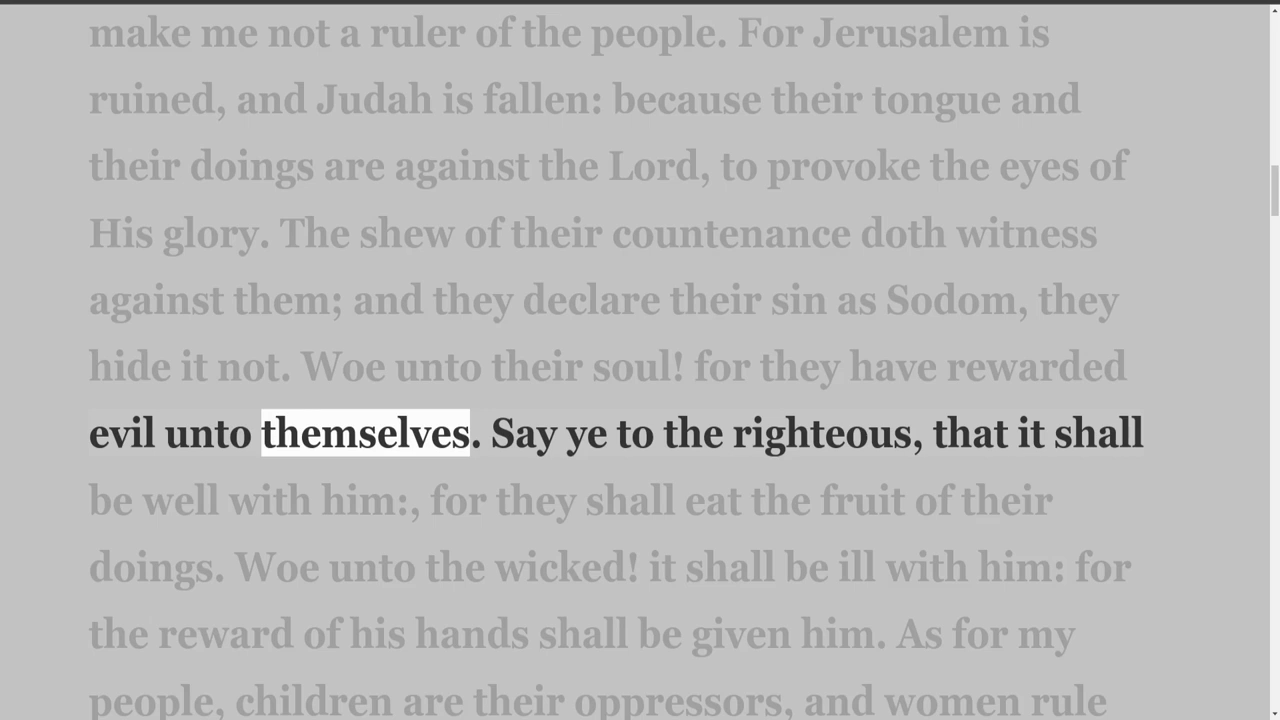 make me not a ruler of the people. For Jerusalem is
ruined, and Judah is fallen: because their tongue and
their doings are against the Lord, to provoke the eyes of
His glory. The shew of their countenance doth witness
against them; and they declare their sin as Sodom, they
hide it not. Woe unto their soul! for they have rewarded
evil unto themselves. Say ye to the righteous, that it shall
be well with him:, for they shall eat the fruit of their
doings. Woe unto the wicked! it shall be ill with him: for
the reward of his hands shall be given him. As for my
people, children are their oppressors, and women rule